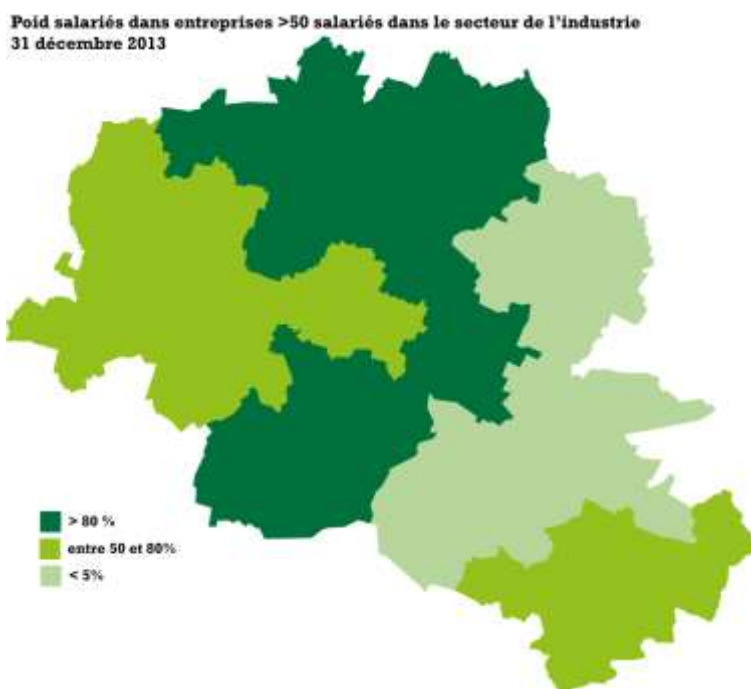 Poid salariés dans entreprises >50 salariés dans le secteur de l'industrie
31 décembre 2013
> 80 %
entre 50 et 80%
< 5%